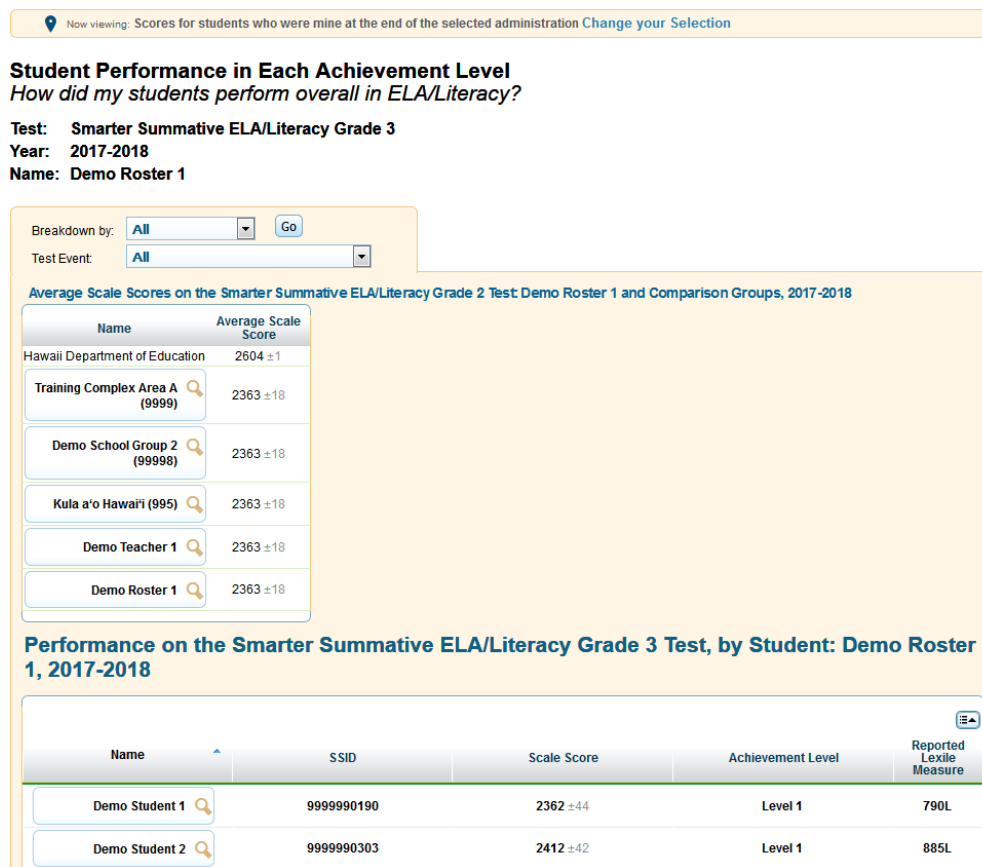 Now viewing: Scores for students who were mine at the end of the selected administration Change your Selection
Student Performance in Each Achievement Level
How did my students perform overall in ELA/Literacy?
Test: Smarter Summative ELA/Literacy Grade 3
Year: 2017-2018
Name: Demo Roster 1
Breakdown by: All Go
Test Event: All
Average Scale Scores on the Smarter Summative ELA/Literacy Grade 2 Test: Demo Roster 1 and Comparison Groups, 2017-2018
Name Average Scale
Score
Hawaii Department of Education 2604 ±1
Training Complex Area A
(9999) 2363 ±18
Demo School Group 2
(99998) 2363 ±18
Kula aʻo Hawaiʻi (995) 2363 ±18
Demo Teacher 1 2363 ±18
Demo Roster 1 2363 ±18
Performance on the Smarter Summative ELA/Literacy Grade 3 Test, by Student: Demo Roster
1, 2017-2018
Name SSID Scale Score Achievement Level Reported
Lexile
Measure
Demo Student 1 9999990190 2362 ±44 Level 1 790L
Demo Student 2 9999990303 2412 ±42 Level 1 885L